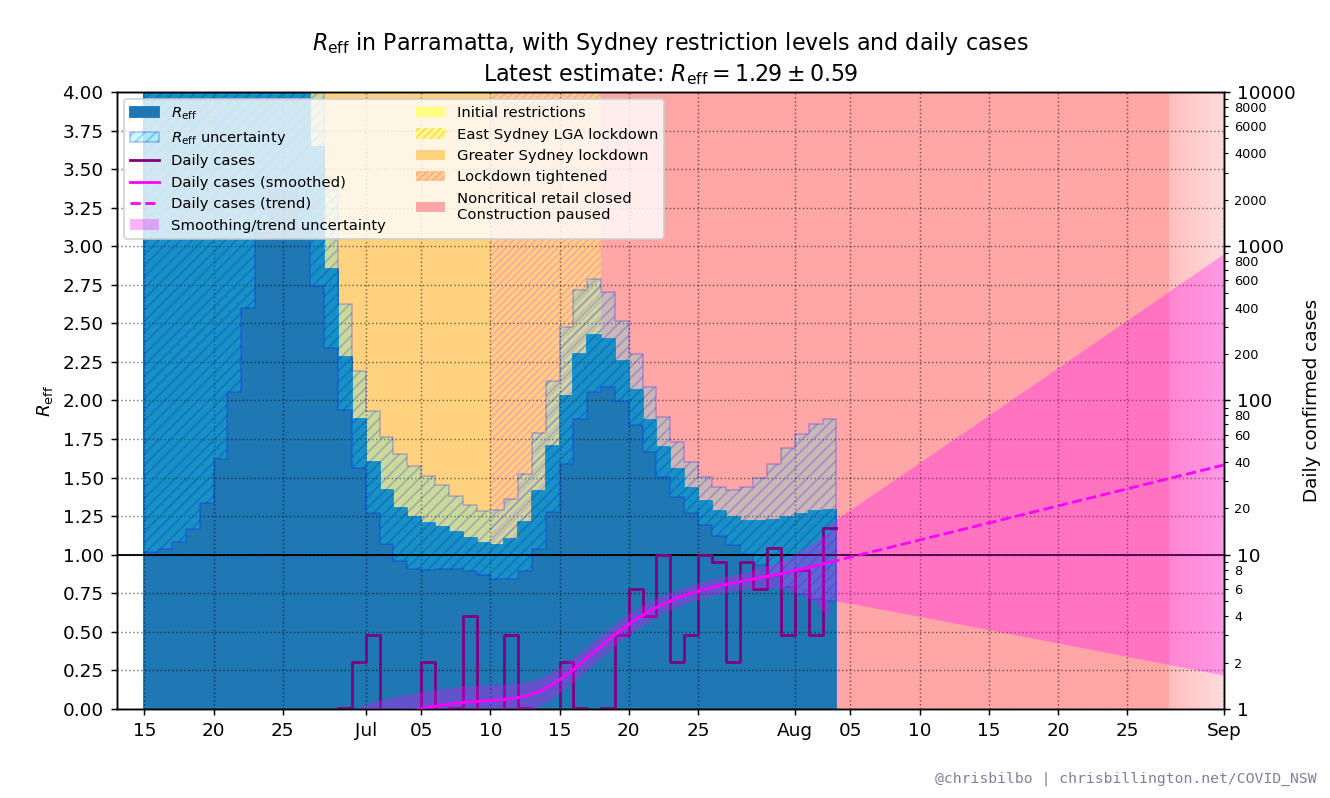 Reff in Parramatta, with Sydney restriction levels and daily cases
Latest estimate: Reff = 1.29 ± 0.59
Reff
Reff uncertainty
Daily cases
Daily cases (smoothed)
Daily cases (trend)
Smoothing/trend uncertainty
Initial restrictions
East Sydney LGA lockdown
Greater Sydney lockdown
Lockdown tightened
Noncritical retail closed
Construction paused
Reff
4.00
3.75
3.50
3.25
3.00
2.75
2.50
2.25
2.00
1.75
1.50
1.25
1.00
0.75
0.50
0.25
0.00
10000
8000
6000
4000
2000
1000
800
600
400
200
100
80
60
40
20
10
8
6
4
2
1
Daily confirmed cases
15 20 25 Jul 05 10 15 20 25 Aug 05 10 15 20 25 Sep
@chrisbilbo | chrisbillington.net/COVID_NSW